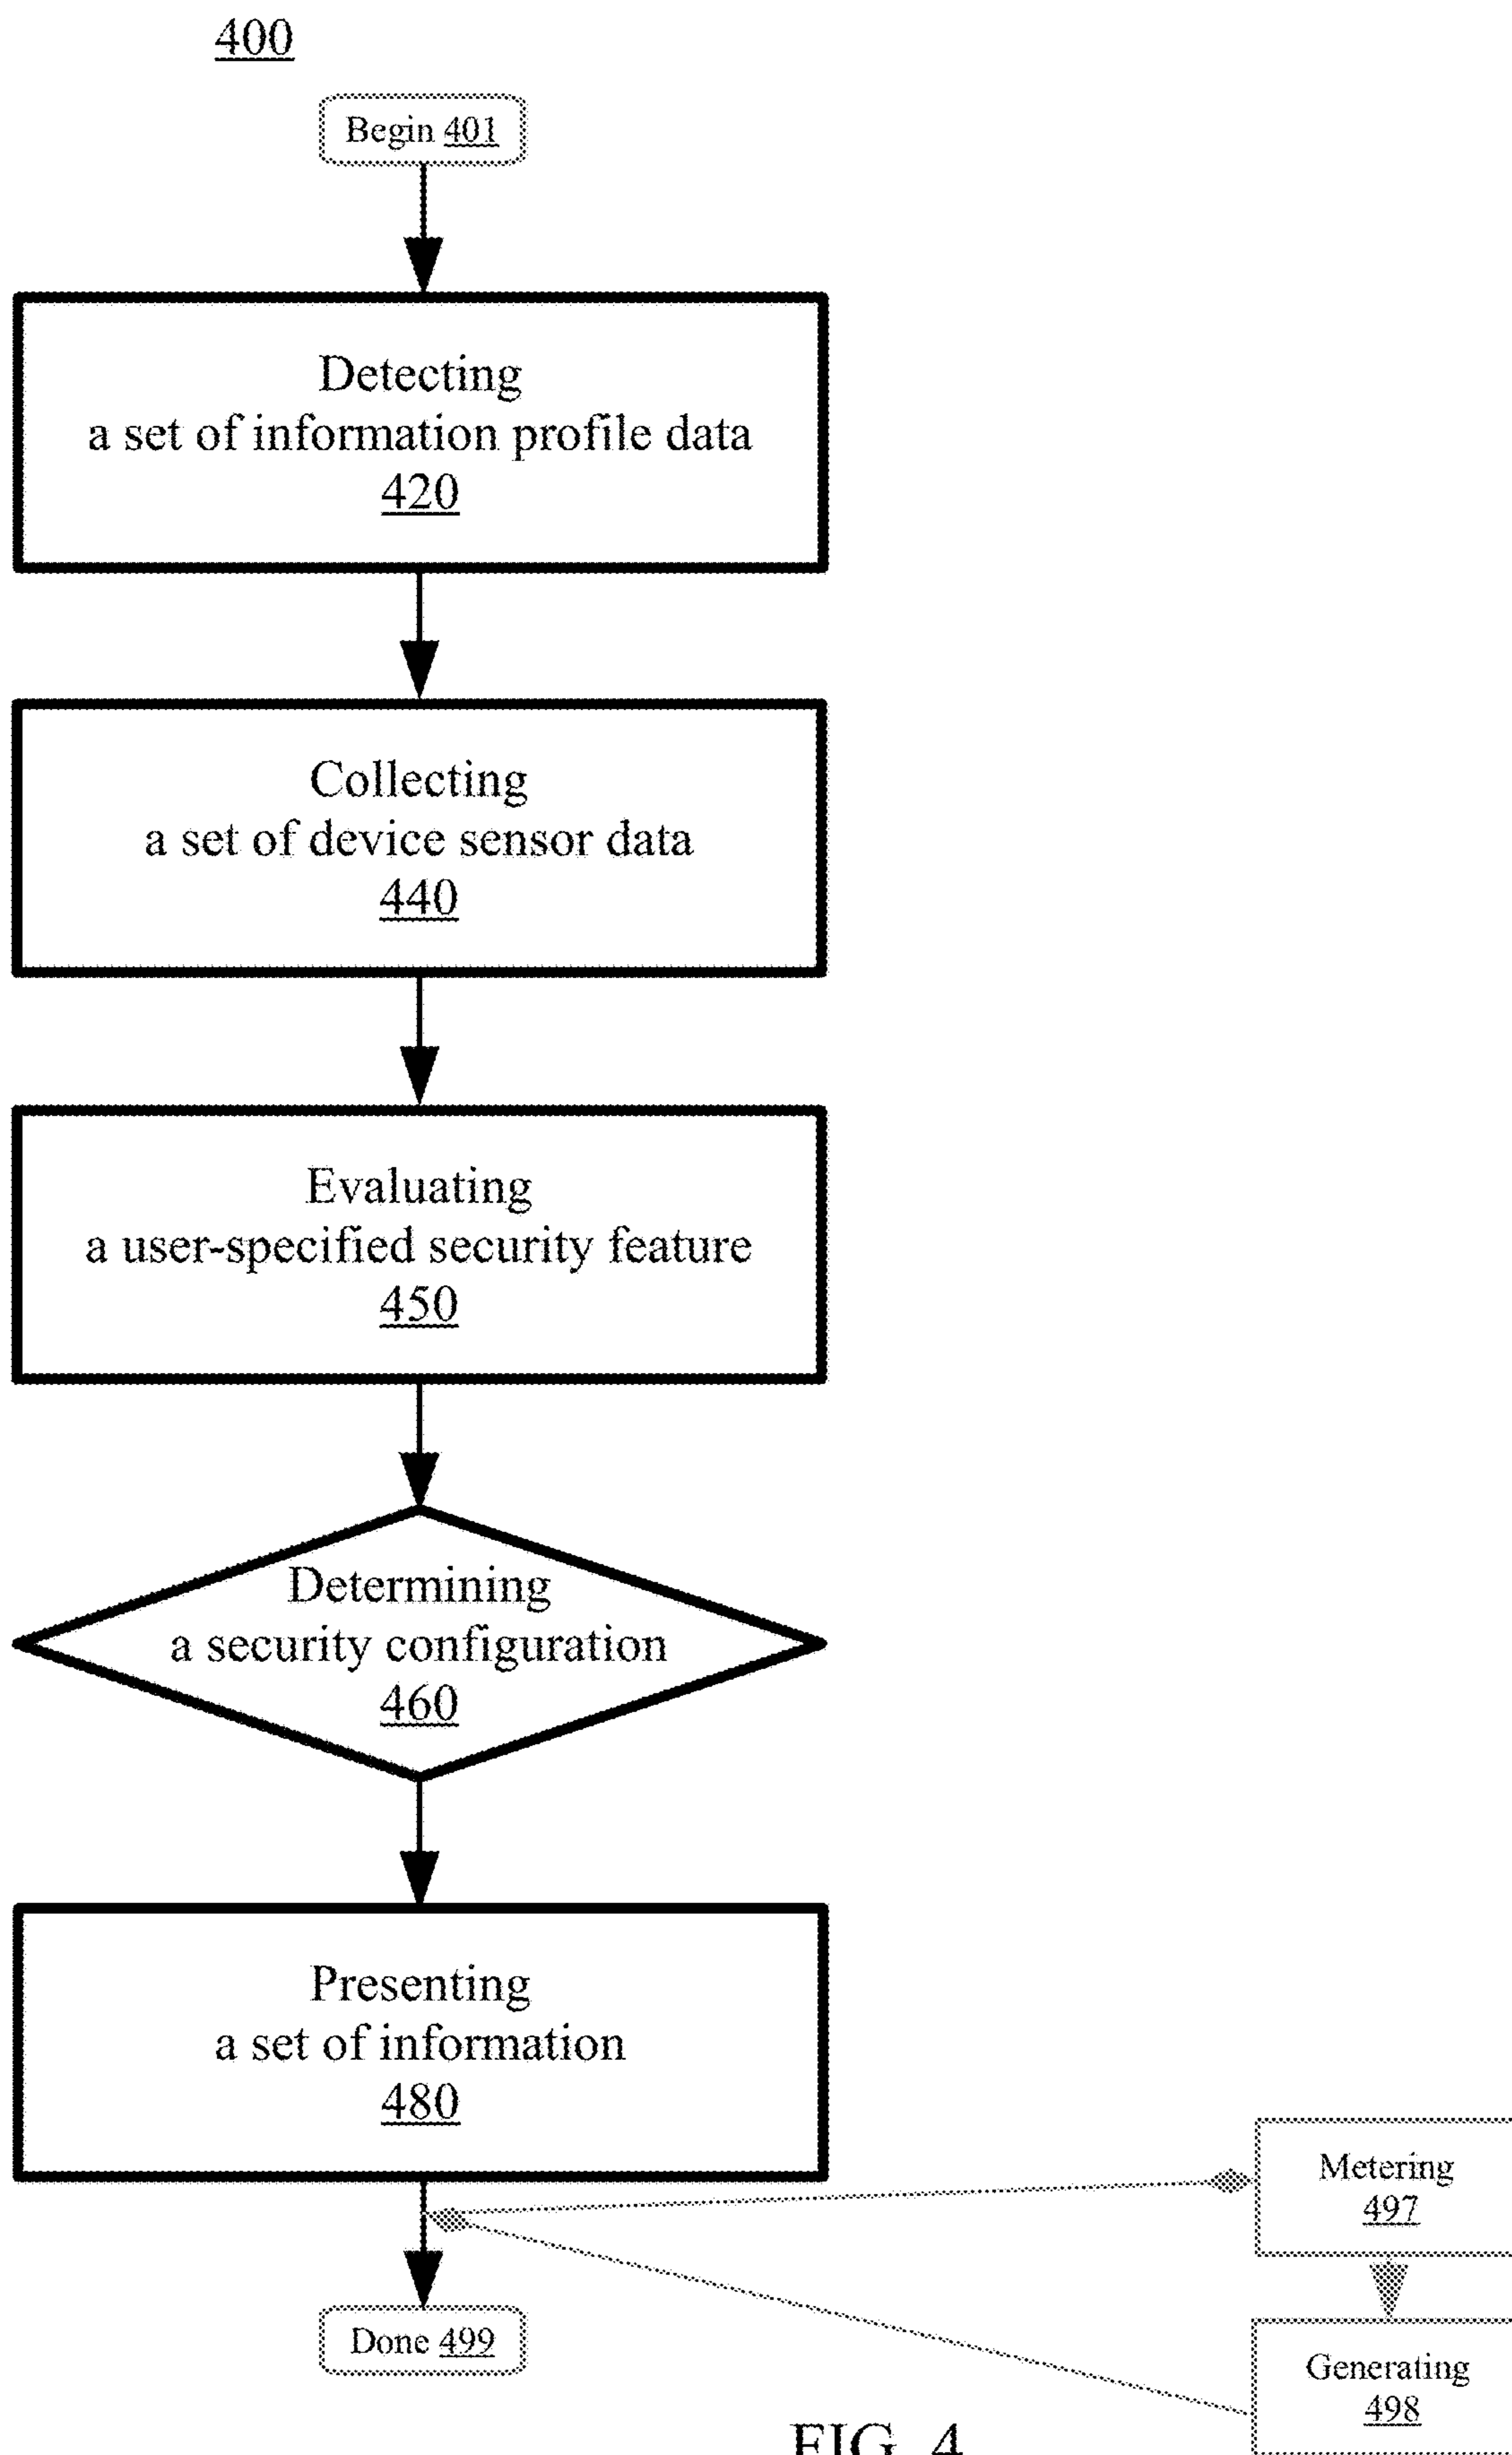 400
Begin 401
Detecting
a set of information profile data
420
Collecting
a set of device sensor data
440
Evaluating
a user-specified security feature
450
Determining
a security configuration
460
Presenting
a set of information
480
Metering
497
Done 499
Generating
498
FIG. 4